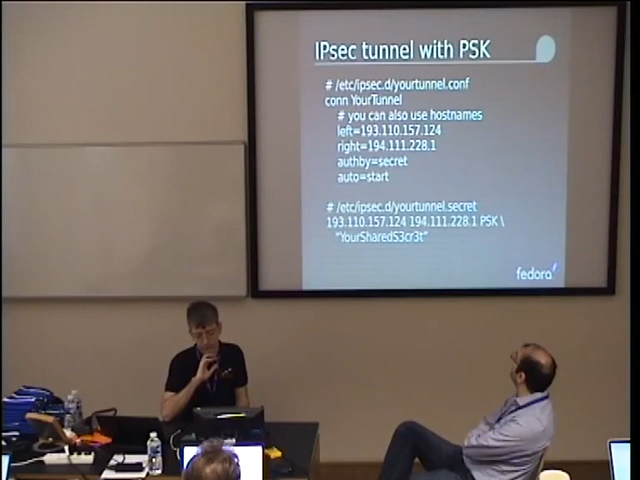 IPsec tunnel with PSK
# /etc/ipsec.d/yourtunnel.conf
conn YourTunnel
# you can also use hostnames
left=193.110.157.124
right=194.111.228.1
authby=secret
auto=start
# /etc/ipsec.d/yourtunnel.secret
193.110.157.124 194.111.228.1 PSK \
"YourSharedS3cr3t"
fedora